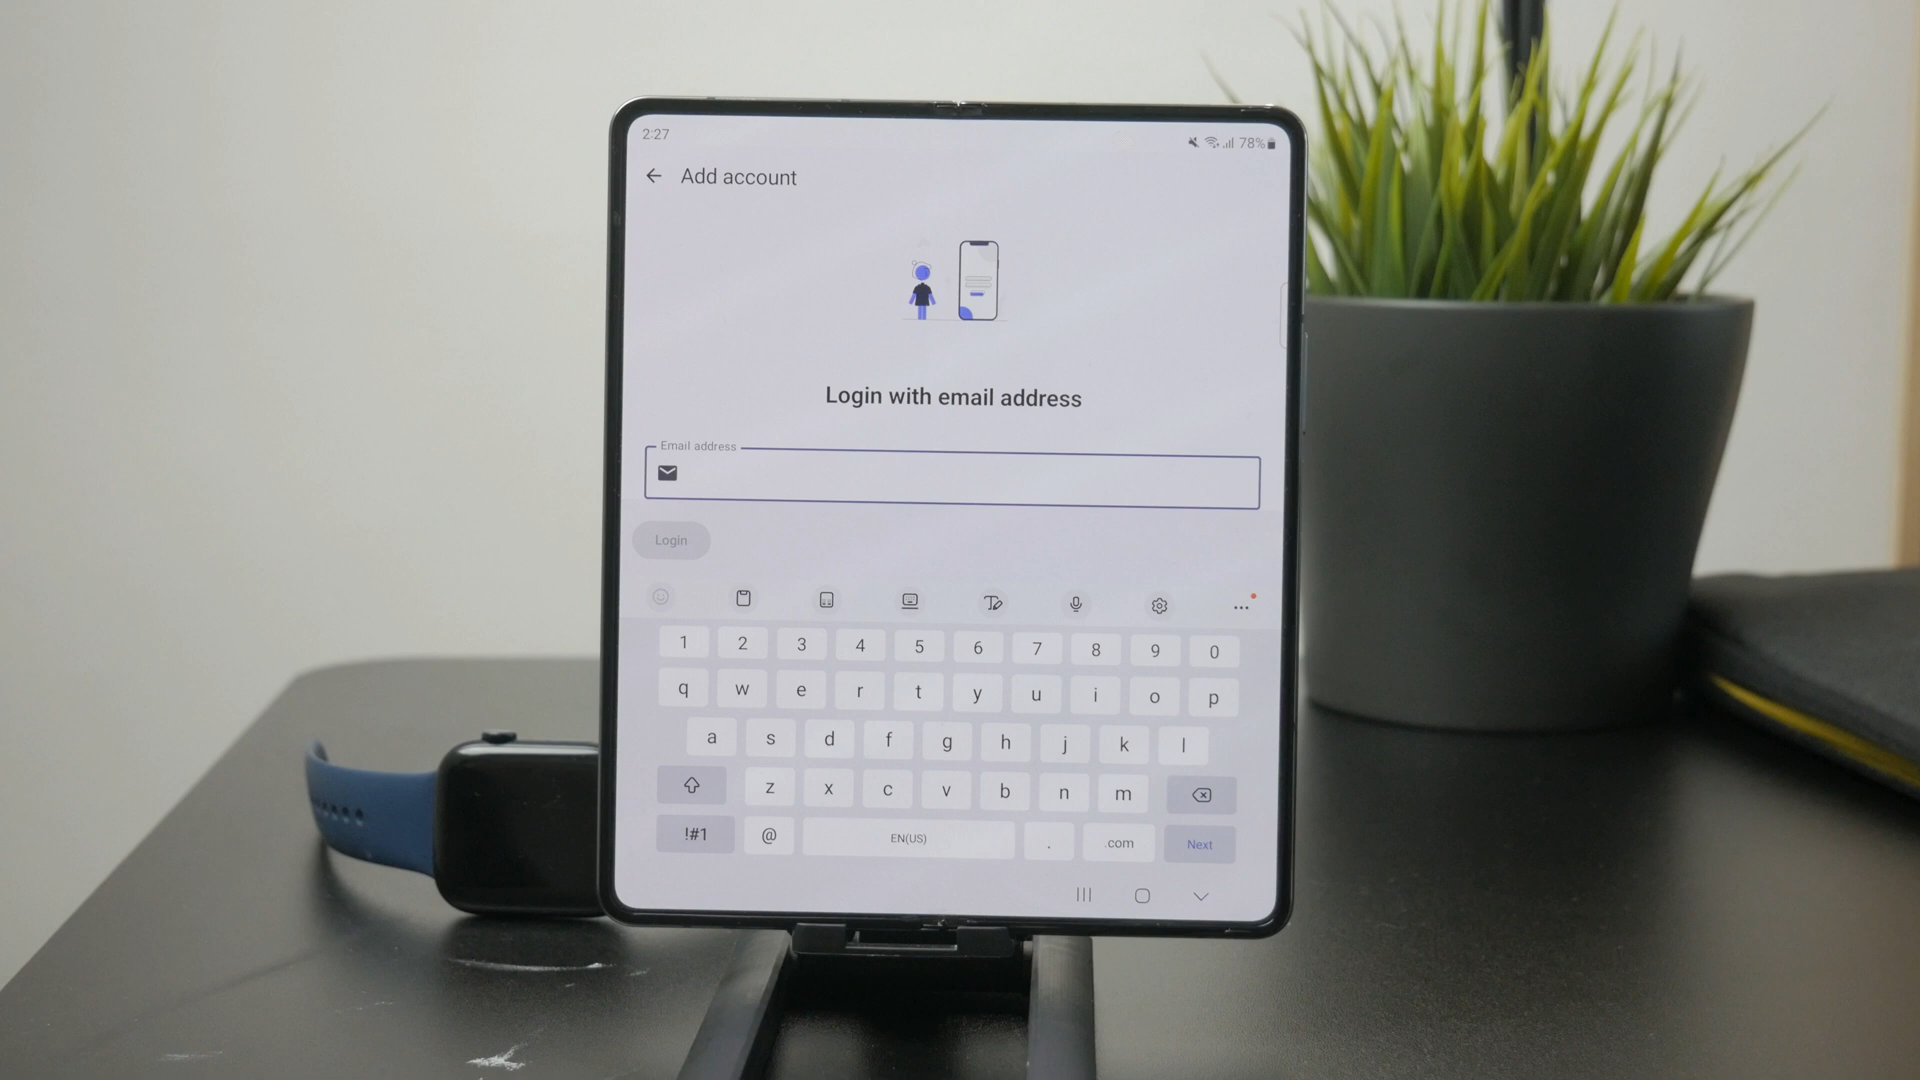 2:27
78%
Add account
Login with email address
Email address
Login
1 2 3 4 5 6 7 8 9 0
q w e r t y u i o p
a s d f g h j k l
z x c v b n m
!#1 @ EN(US) . .com Next